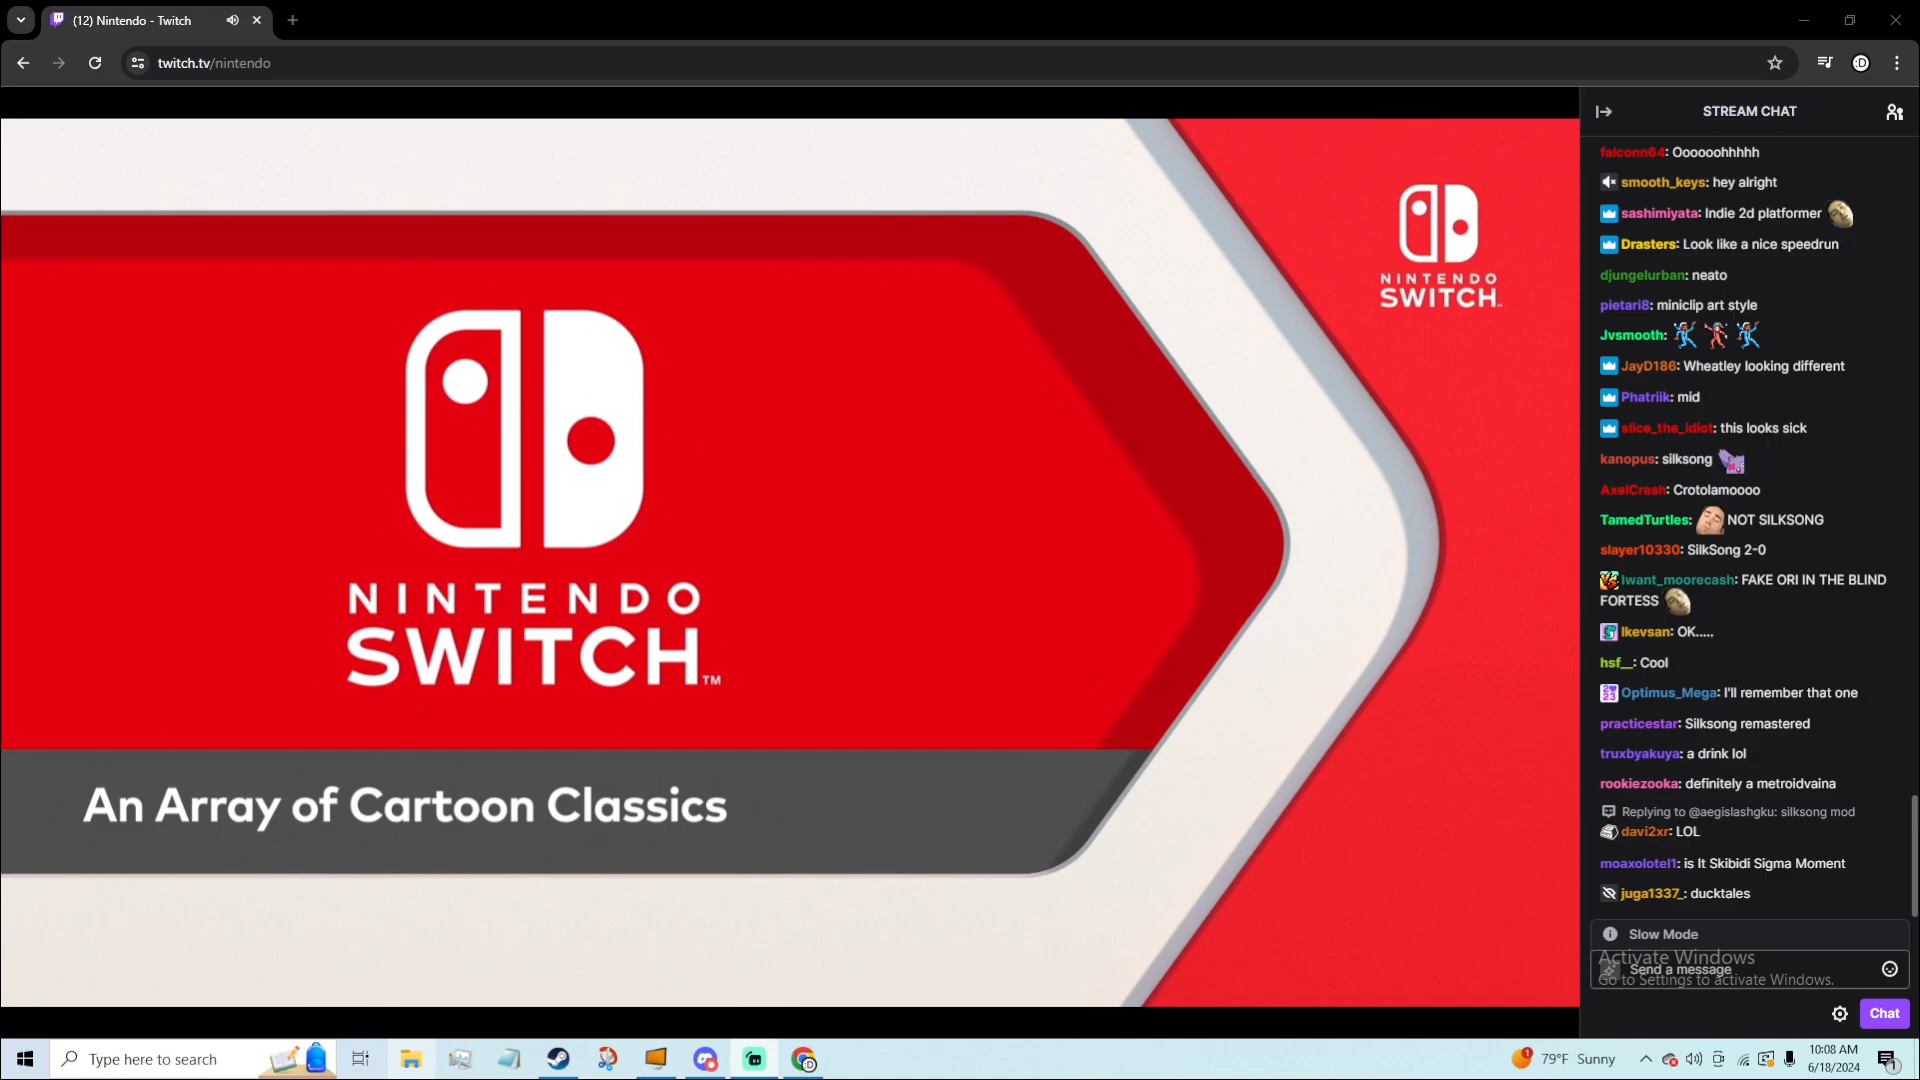 (12) Nintendo - Twitch
twitch.tv/nintendo
NINTENDO
SWITCH
NINTENDO
SWITCH™
An Array of Cartoon Classics
STREAM CHAT
falconn64: Oooooohhhhh
smooth_keys: hey alright
sashimiyata: Indie 2d platformer
Drasters: Look like a nice speedrun
djungelurban: neato
pietari8: miniclip art style
Jvsmooth:
JayD186: Wheatley looking different
Phatriik: mid
slice_the_idiot: this looks sick
kanopus: silksong
AxelCrash: Crotolamoooo
TamedTurtles: NOT SILKSONG
slayer10330: SilkSong 2-0
Iwant_moorecash: FAKE ORI IN THE BLIND
FORTESS
Ikevsan: OK.....
hsf__: Cool
Optimus_Mega: I'll remember that one
practicestar: Silksong remastered
truxbyakuya: a drink lol
rookiezooka: definitely a metroidvaina
Replying to @aegislashgku: silksong mod
davi2xr: LOL
moaxolotel1: is It Skibidi Sigma Moment
juga1337_: ducktales
Slow Mode
Activate Windows
Send a message
Go to Settings to activate Windows.
Chat
Type here to search
79°F Sunny
10:08 AM
6/18/2024